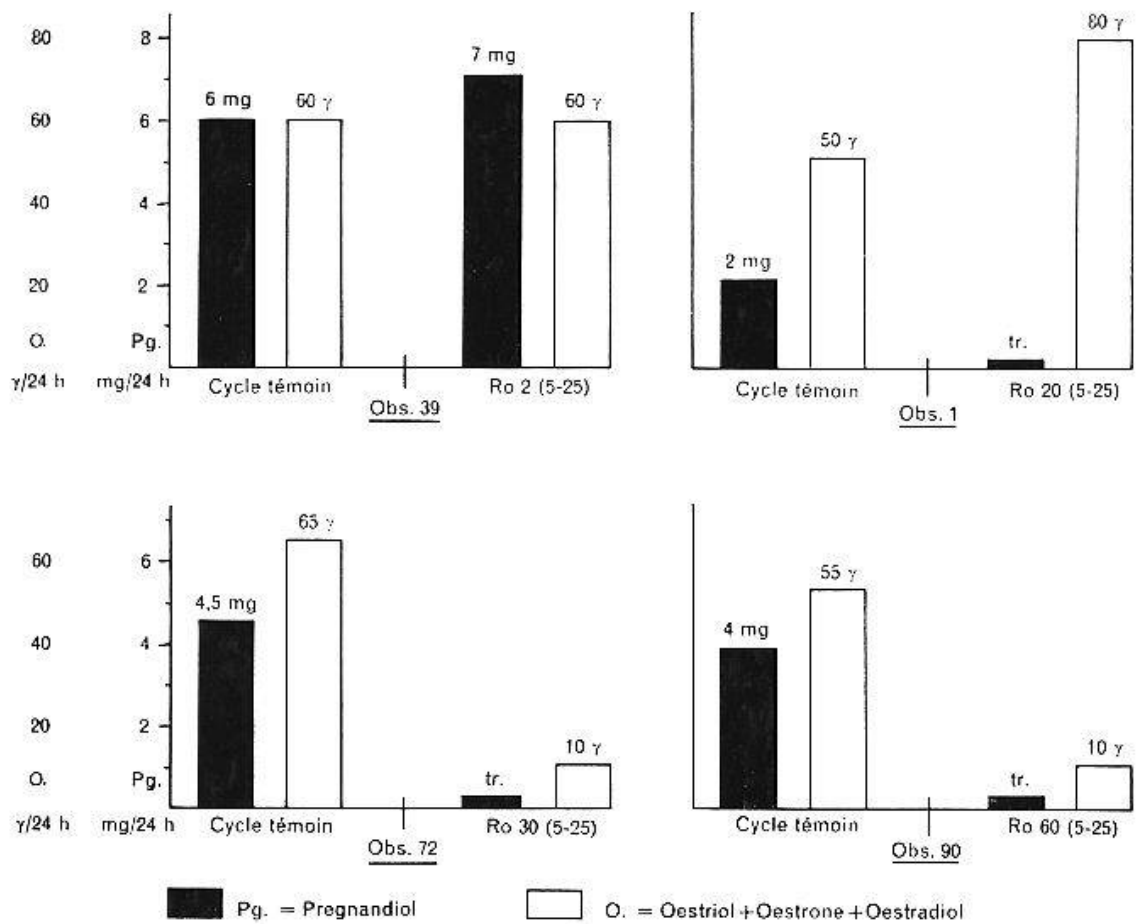 80 8 7 mg 80 γ
6 mg 60 γ 60 γ
60 6 50 γ
40 4
2 mg
20 2
O. Pg. tr.
γ/24 h mg/24 h Cycle témoin Ro 2 (5-25) Cycle témoin Ro 20 (5-25)
Obs. 39 Obs. 1
65 γ
60 6 55 γ
4,5 mg 4 mg
40 4
20 2
10 γ 10 γ
O. Pg. tr. tr.
γ/24 h mg/24 h Cycle témoin Ro 30 (5-25) Cycle témoin Ro 60 (5-25)
Obs. 72 Obs. 90
Pg. = Pregnandiol O. = Oestriol+Oestrone+Oestradiol